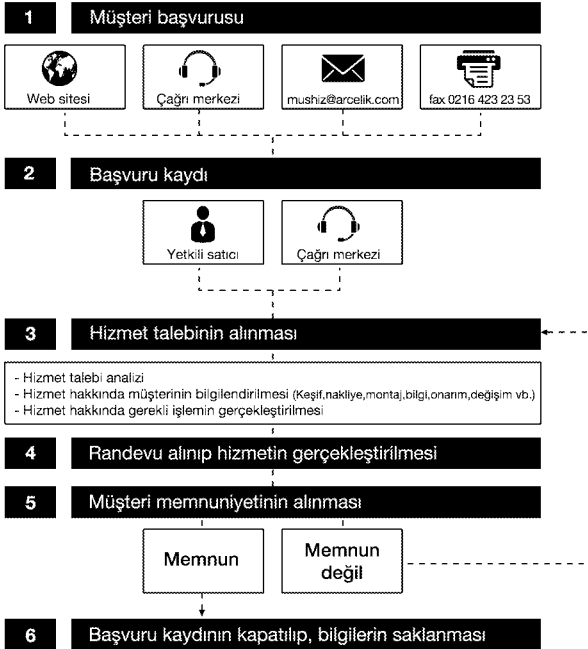 1 Müşteri başvurusu
Web sitesi
Çağrı merkezi
mushiz@arcelik.com
fax 0216 423 23 53
2 Başvuru kaydı
Yetkili satıcı
Çağrı merkezi
3 Hizmet talebinin alınması
- Hizmet talebi analizi
- Hizmet hakkında müşterinin bilgilendirilmesi (Keşif,nakliye,montaj,bilgi,onarım,değişim vb.)
- Hizmet hakkında gerekli işlemin gerçekleştirilmesi
4 Randevu alınıp hizmetin gerçekleştirilmesi
5 Müşteri memnuniyetinin alınması
Memnun
Memnun
değil
6 Başvuru kaydının kapatılıp, bilgilerin saklanması